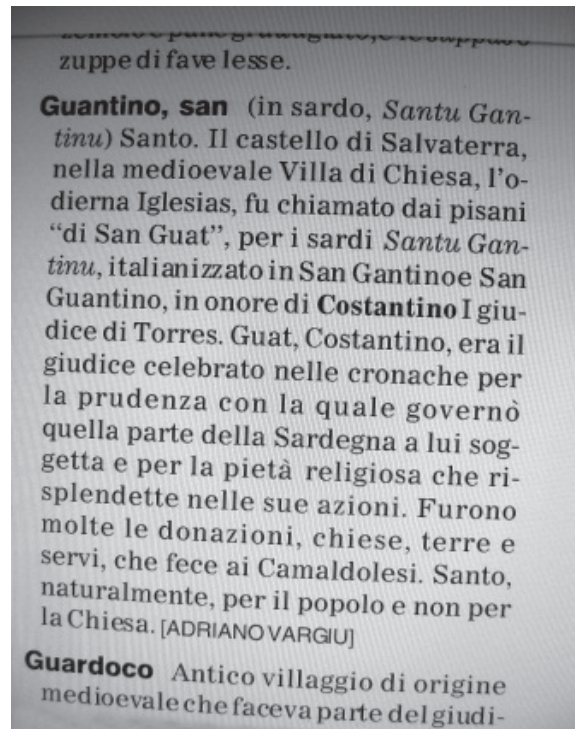 zuppe di fave lesse.
Guantino, san (in sardo, Santu Gan-
tinu) Santo. Il castello di Salvaterra,
nella medioevale Villa di Chiesa, l'o-
dierna Iglesias, fu chiamato dai pisani
“di San Guat”, per i sardi Santu Gan-
tinu, italianizzato in San Gantinoe San
Guantino, in onore di Costantino I giu-
dice di Torres. Guat, Costantino, era il
giudice celebrato nelle cronache per
la prudenza con la quale governò
quella parte della Sardegna a lui sog-
getta e per la pietà religiosa che ri-
splendette nelle sue azioni. Furono
molte le donazioni, chiese, terre e
servi, che fece ai Camaldolesi. Santo,
naturalmente, per il popolo e non per
la Chiesa. [ADRIANO VARGIU]
Guardoco Antico villaggio di origine
medioevale che faceva parte del giudi-